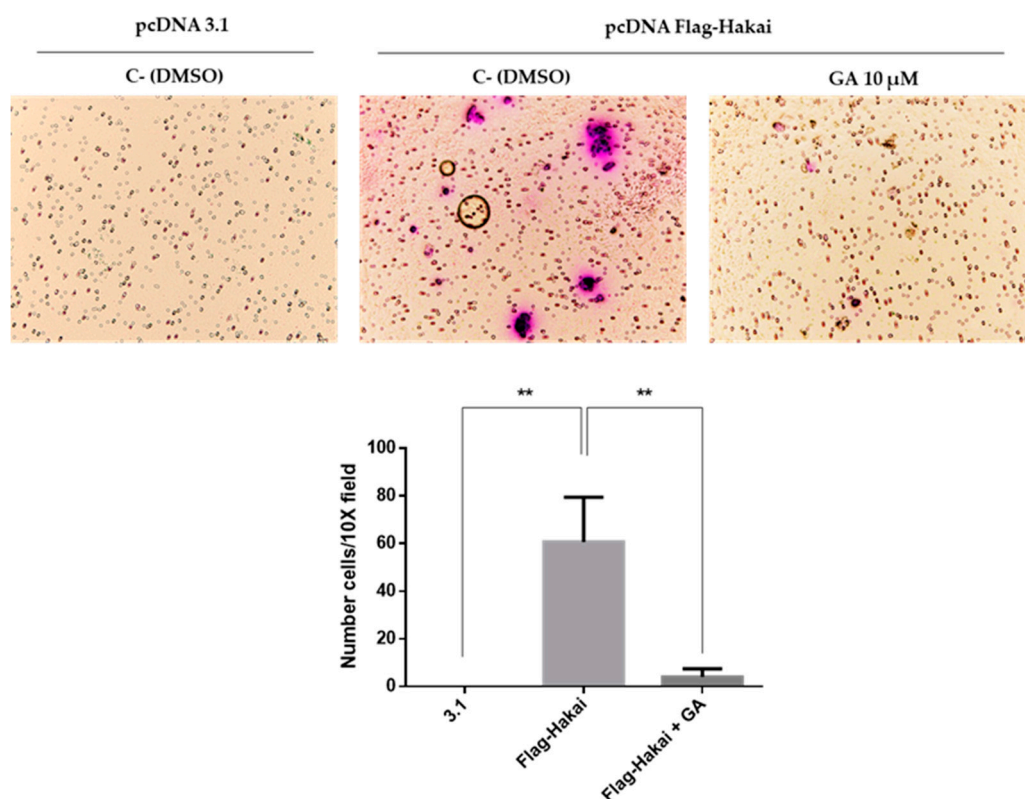 pcDNA 3.1
pcDNA Flag-Hakai
C- (DMSO)
C- (DMSO)
GA 10 µM
**
**
100
80
60
40
20
0
Number cells/10X field
3.1
Flag-Hakai
Flag-Hakai + GA